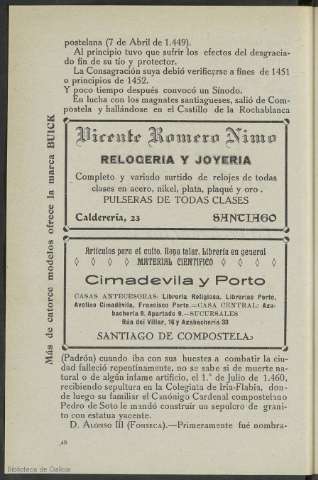 postelana (7 de Abril de 1.449).
Al principio tuvo que sufrir los efectos del desgracia-
do fin de su tío y protector.
La Consagración suya debió verificarse a fines de 1451
o principios de 1452.
Y poco tiempo después convocó un Sínodo.
En lucha con los magnates santiagueses, salió de Com-
postela y hallándose en el Castillo de la Rochablanca
Vicente Romero Nimo
RELOGERIA Y JOYERIA
Completo y variado surtido de relojes de todas
clases en acero, nikel, plata, plaqué y oro.
PULSERAS DE TODAS CLASES
Calderería, 23 SANTIAGO
Artículos para el culto. Ropa talar. Librería en general
MATERIAL CIENTIFICO
Cimadevila y Porto
CASAS ANTECESORAS: Librería Religiosa, Librerías Porto,
Avelino Cimadevila, Francisco Porto.—CASA CENTRAL: Aza-
bachería 9. Apartado 9.—SUCURSALES
Rúa del Villar, 16 y Azabachería 33
SANTIAGO DE COMPOSTELA
(Padrón) cuando iba con sus huestes a combatir la ciu-
dad falleció repentinamente, no se sabe si de muerte na-
tural o de algún infame artificio, el 1.° de Julio de 1.460,
recibiendo sepultura en la Colegiata de Iria-Flabia, don-
de luego su familiar el Canónigo Cardenal compostelano
Pedro de Soto le mandó construir un sepulcro de grani-
to con estatua yacente.
D. ALONSO III (FONSECA).—Primeramente fué nombra-
Más de catorce modelos ofrece la marca BUICK
Biblioteca de Galicia